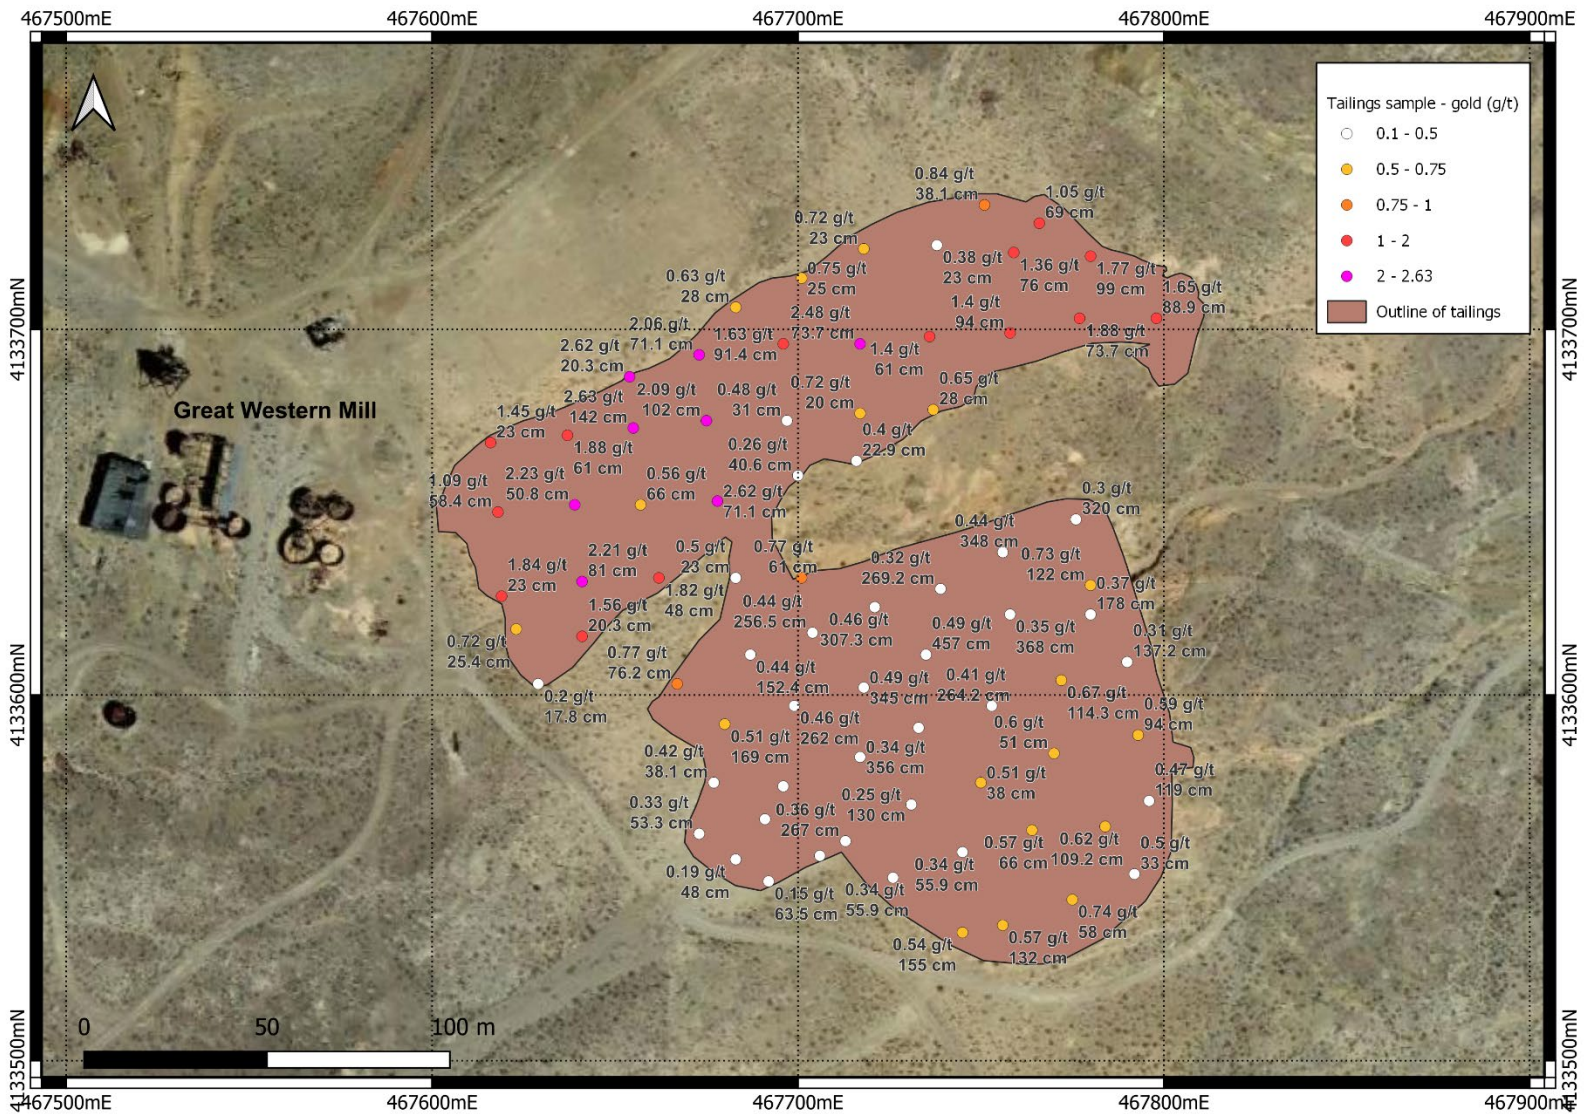 467500mE
467600mE
467700mE
467800mE
467900mE
Tailings sample - gold (g/t)
0.1 - 0.5
0.5 - 0.75
0.75 - 1
1 - 2
2 - 2.63
Outline of tailings
0.84 g/t
38.1 cm
1.05 g/t
69 cm
0.72 g/t
23 cm
0.38 g/t
23 cm
1.36 g/t
76 cm
1.77 g/t
99 cm
0.75 g/t
25 cm
0.63 g/t
28 cm
1.65 g/t
88.9 cm
1.4 g/t
94 cm
2.48 g/t
73.7 cm
2.06 g/t
71.1 cm
1.63 g/t
91.4 cm
1.88 g/t
73.7 cm
4133700mN
4133700mN
2.62 g/t
20.3 cm
1.4 g/t
61 cm
0.65 g/t
28 cm
0.72 g/t
20 cm
2.63 g/t
142 cm
2.09 g/t
102 cm
0.48 g/t
31 cm
Great Western Mill
1.45 g/t
23 cm
0.4 g/t
22.9 cm
1.88 g/t
61 cm
0.26 g/t
40.6 cm
1.09 g/t
58.4 cm
2.23 g/t
50.8 cm
0.56 g/t
66 cm
2.62 g/t
71.1 cm
0.3 g/t
320 cm
0.44 g/t
348 cm
0.5 g/t
23 cm
0.77 g/t
61 cm
2.21 g/t
81 cm
0.32 g/t
269.2 cm
0.73 g/t
122 cm
1.84 g/t
23 cm
0.37 g/t
178 cm
1.82 g/t
48 cm
0.44 g/t
256.5 cm
1.56 g/t
20.3 cm
0.46 g/t
307.3 cm
0.49 g/t
457 cm
0.35 g/t
368 cm
0.31 g/t
137.2 cm
0.72 g/t
25.4 cm
0.77 g/t
76.2 cm
0.44 g/t
152.4 cm
0.49 g/t
345 cm
0.41 g/t
264.2 cm
0.67 g/t
114.3 cm
4133600mN
4133600mN
0.2 g/t
17.8 cm
0.59 g/t
94 cm
0.46 g/t
262 cm
0.6 g/t
51 cm
0.51 g/t
169 cm
0.42 g/t
38.1 cm
0.34 g/t
356 cm
0.51 g/t
38 cm
0.47 g/t
119 cm
0.33 g/t
53.3 cm
0.36 g/t
267 cm
0.25 g/t
130 cm
0.57 g/t
66 cm
0.62 g/t
109.2 cm
0.5 g/t
33 cm
0.19 g/t
48 cm
0.34 g/t
55.9 cm
0.15 g/t
63.5 cm
0.34 g/t
55.9 cm
0.74 g/t
58 cm
0.54 g/t
155 cm
0.57 g/t
132 cm
0
50
100 m
4133500mN
4133500mN
467500mE
467600mE
467700mE
467800mE
467900mE